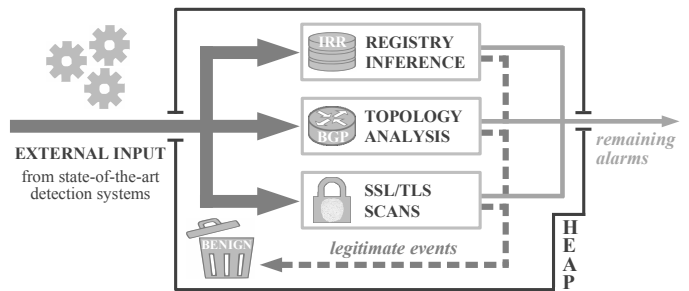 IRR
REGISTRY
INFERENCE
BGP
TOPOLOGY
ANALYSIS
EXTERNAL INPUT
from state-of-the-art
detection systems
remaining
alarms
SSL/TLS
SCANS
BENIGN
legitimate events
HEAP